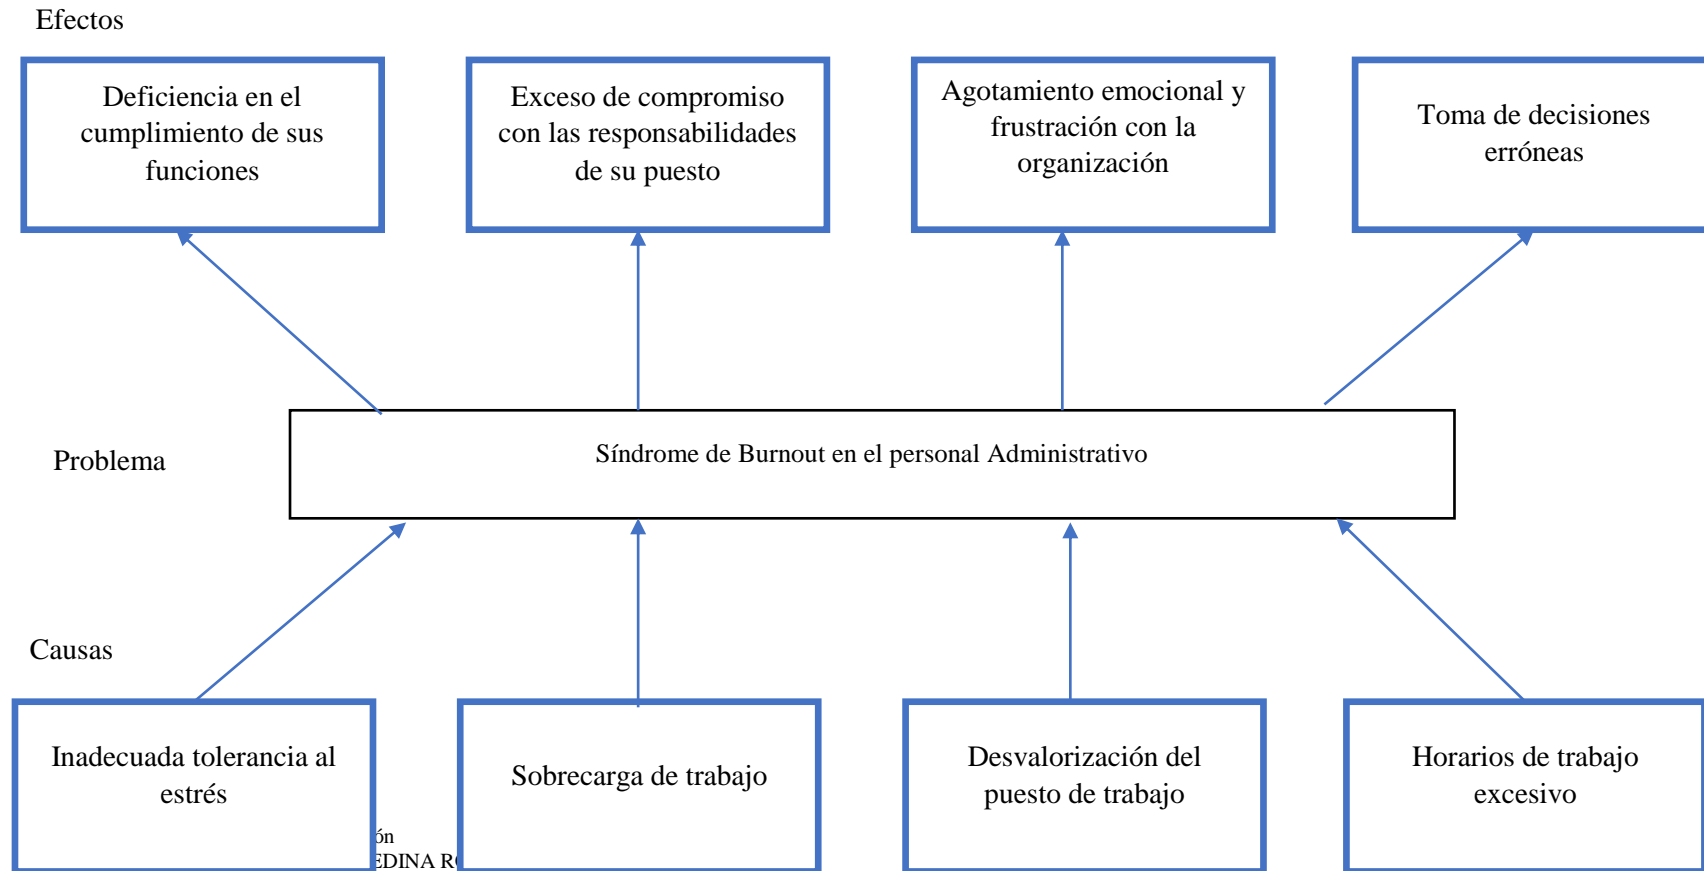 Efectos
Deficiencia en el
cumplimiento de sus
funciones
Exceso de compromiso
con las responsabilidades
de su puesto
Agotamiento emocional y
frustración con la
organización
Toma de decisiones
erróneas
Problema
Síndrome de Burnout en el personal Administrativo
Causas
Inadecuada tolerancia al
estrés
Sobrecarga de trabajo
Desvalorización del
puesto de trabajo
Horarios de trabajo
excesivo